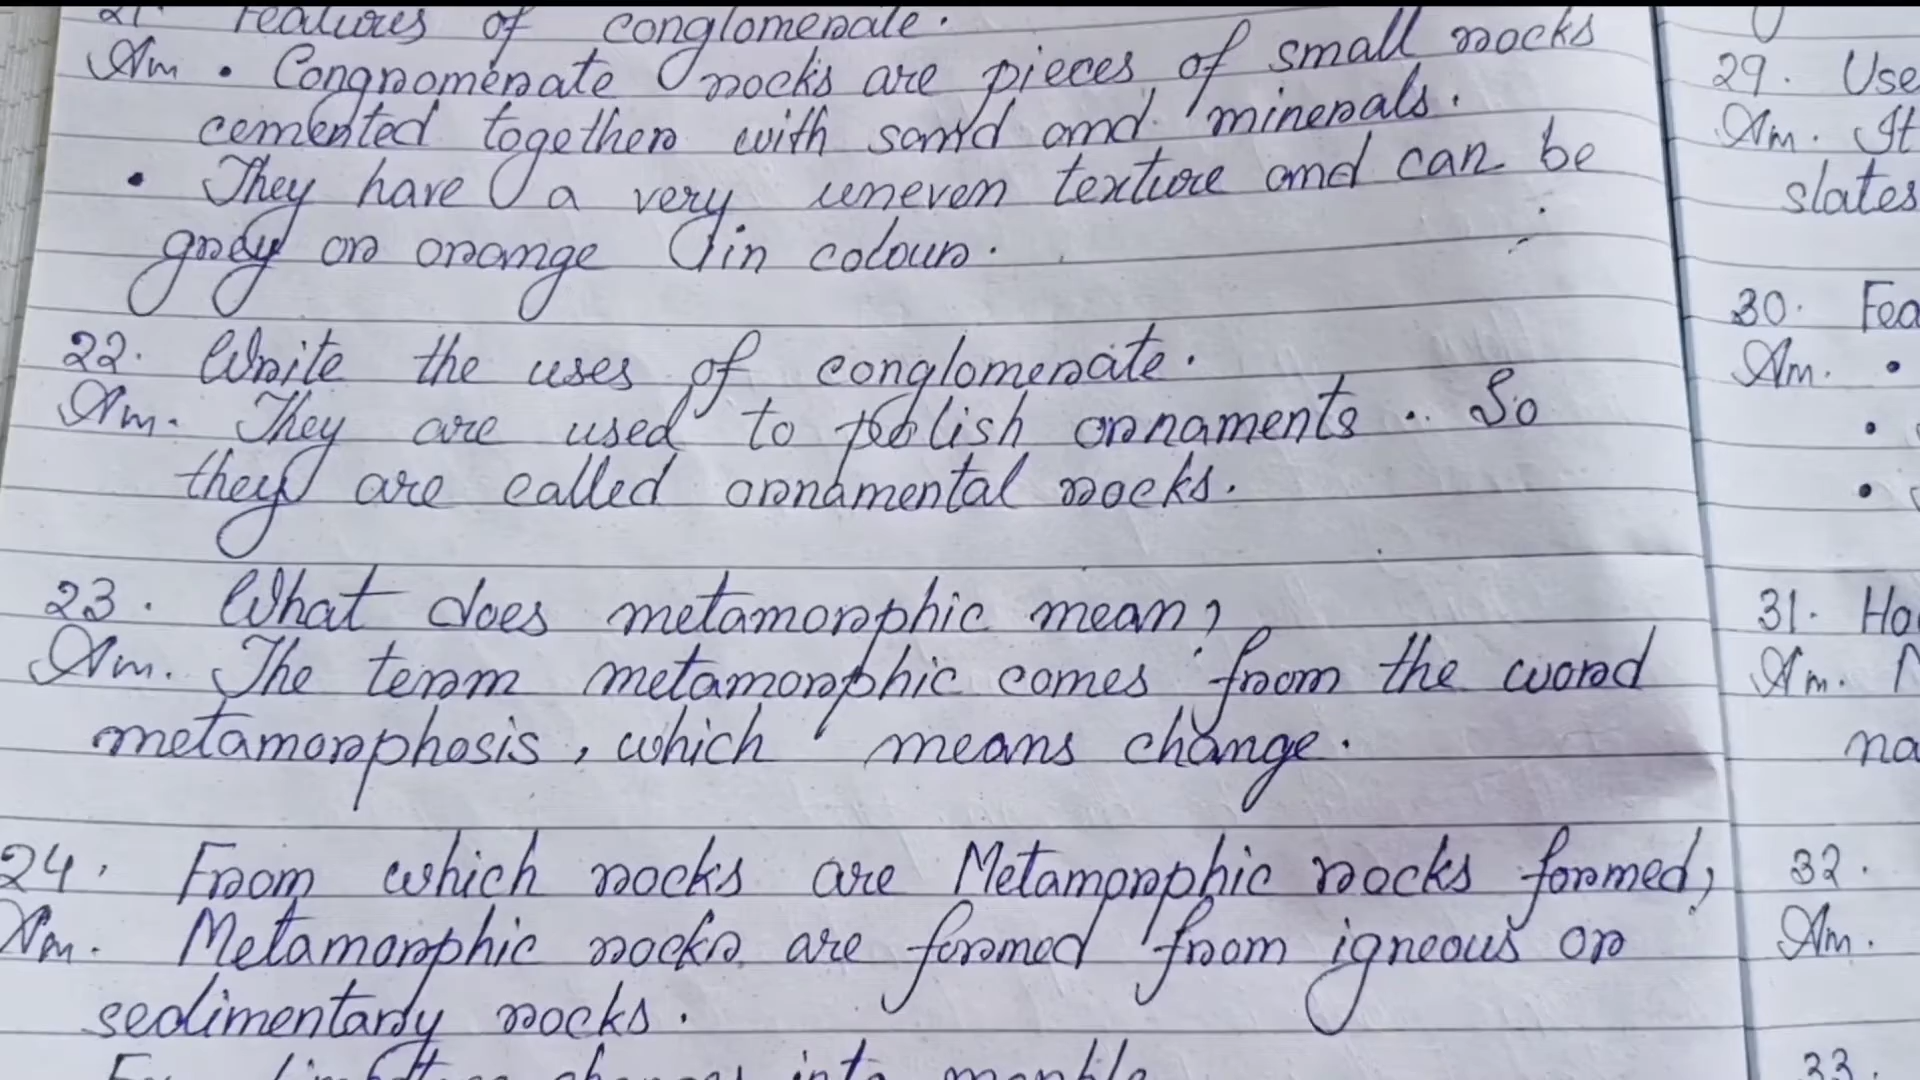 21. Features of conglomerate.
Ans. • Congromerate rocks are pieces of small rocks
cemented together with sand and minerals.
• They have a very uneven texture and can be
grey or orange in colour.
22. Write the uses of conglomerate.
Ans. They are used to polish ornaments. So
they are called ornamental rocks.
23. What does metamorphic mean?
Ans. The term metamorphic comes from the word
metamorphosis, which means change.
24. From which rocks are Metamorphic rocks formed?
Ans. Metamorphic rocks are formed from igneous or
sedimentary rocks.
changes into marble
29. Use
Ans. It
slates
30. Fea
Ans. •
•
•
31. Ho
Ans.
na
32.
Ans.
33.